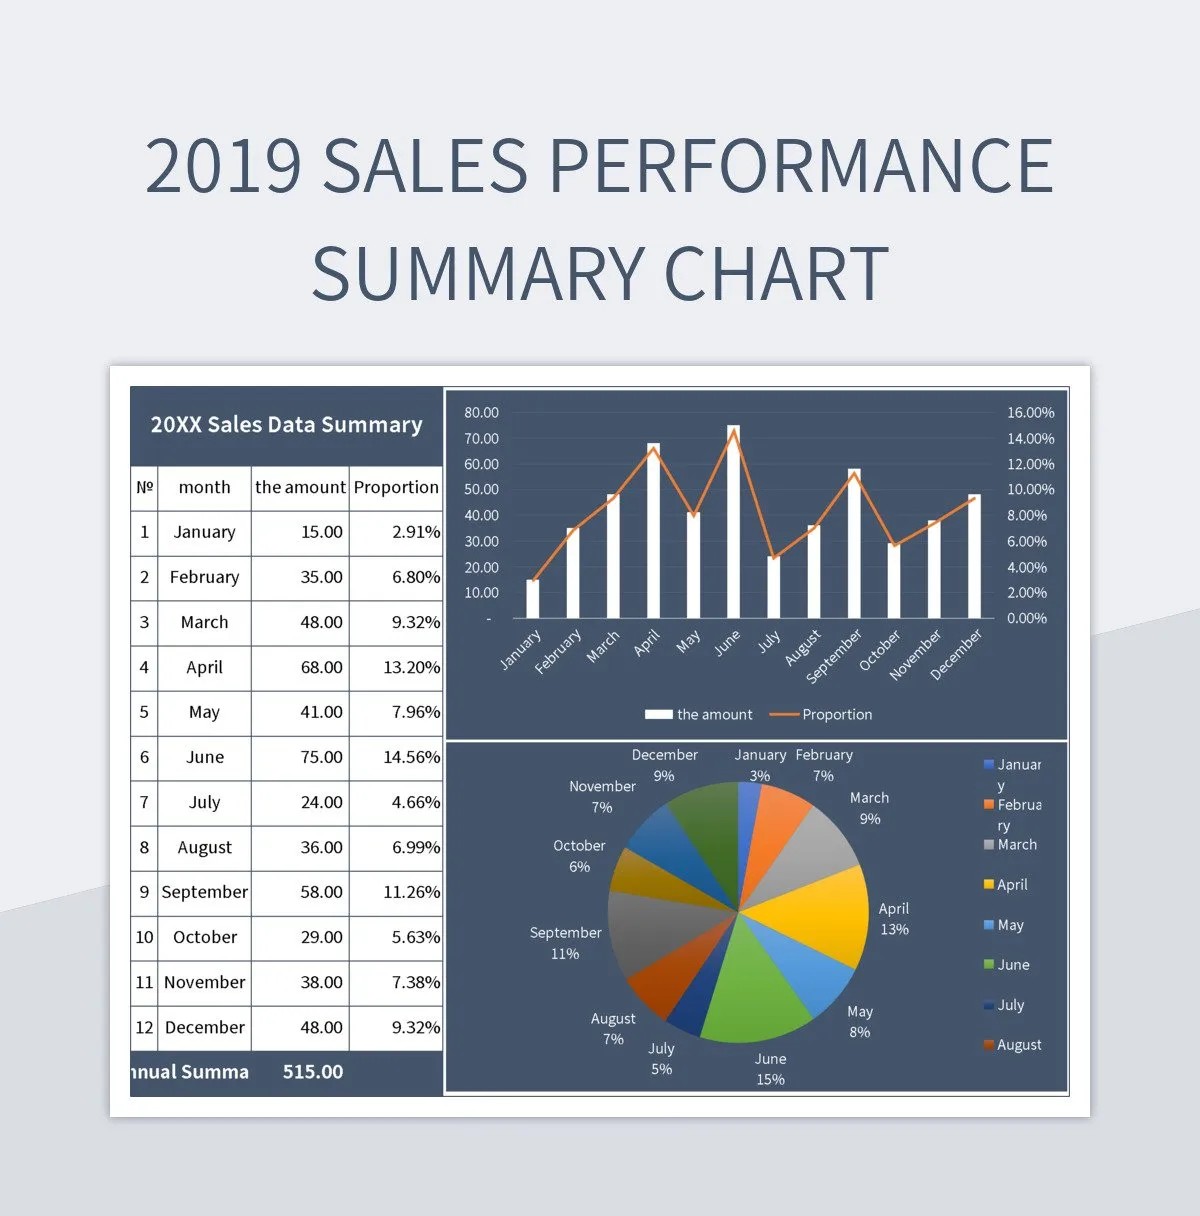 2019 SALES PERFORMANCE
SUMMARY CHART
20XX Sales Data Summary
№ month the amount Proportion
1 January 15.00 2.91%
2 February 35.00 6.80%
3 March 48.00 9.32%
4 April 68.00 13.20%
5 May 41.00 7.96%
6 June 75.00 14.56%
7 July 24.00 4.66%
8 August 36.00 6.99%
9 September 58.00 11.26%
10 October 29.00 5.63%
11 November 38.00 7.38%
12 December 48.00 9.32%
nnual Summa 515.00
80.00 16.00%
70.00 14.00%
60.00 12.00%
50.00 10.00%
40.00 8.00%
30.00 6.00%
20.00 4.00%
10.00 2.00%
- 0.00%
January February March April May June July August September October November December
the amount Proportion
January
3%
February
7%
March
9%
April
13%
May
8%
June
15%
July
5%
August
7%
September
11%
October
6%
November
7%
December
9%
Januar
y
Februa
ry
March
April
May
June
July
August